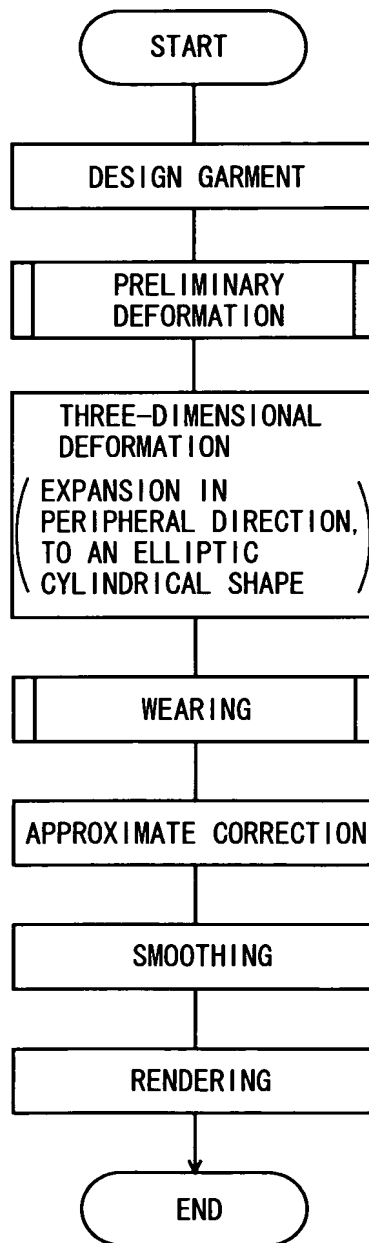 START
DESIGN GARMENT
PRELIMINARY
DEFORMATION
THREE-DIMENSIONAL
DEFORMATION
(EXPANSION IN
PERIPHERAL DIRECTION,
TO AN ELLIPTIC
CYLINDRICAL SHAPE)
WEARING
APPROXIMATE CORRECTION
SMOOTHING
RENDERING
END